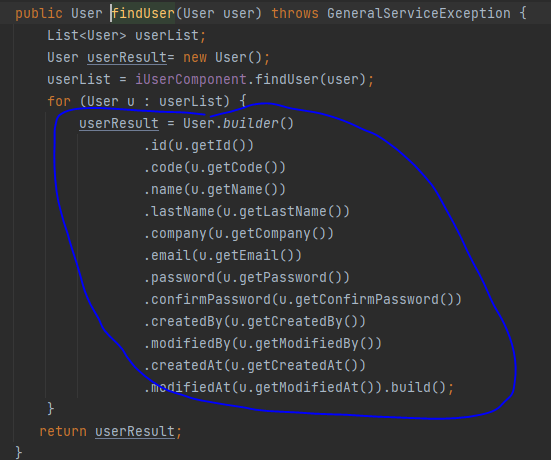 public User findUser(User user) throws GeneralServiceException {
List<User> userList;
User userResult= new User();
userList = iUserComponent.findUser(user);
for (User u : userList) {
userResult = User.builder()
.id(u.getId())
.code(u.getCode())
.name(u.getName())
.lastName(u.getLastName())
.company(u.getCompany())
.email(u.getEmail())
.password(u.getPassword())
.confirmPassword(u.getConfirmPassword())
.createdBy(u.getCreatedBy())
.modifiedBy(u.getModifiedBy())
.createdAt(u.getCreatedAt())
.modifiedAt(u.getModifiedAt()).build();
}
return userResult;
}